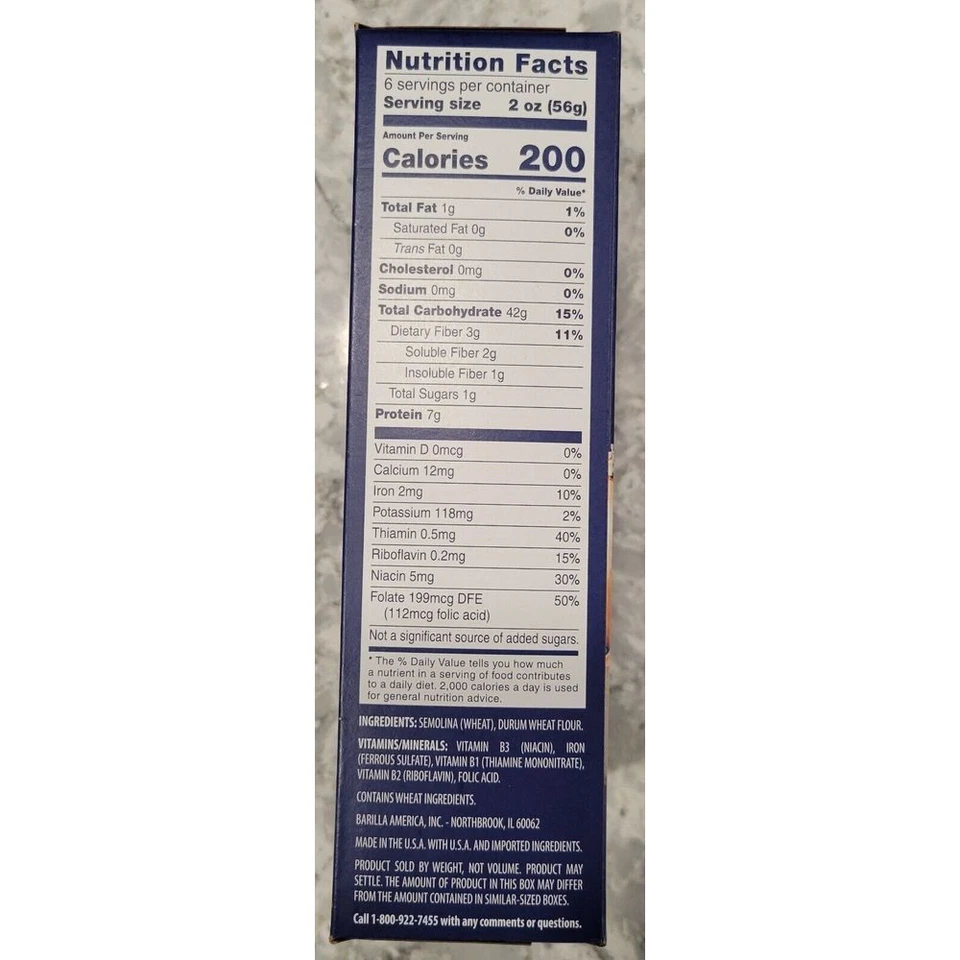 Nutrition Facts
6 servings per container
Serving size 2 oz (56g)
Amount Per Serving
Calories 200
% Daily Value*
Total Fat 1g 1%
Saturated Fat 0g 0%
Trans Fat 0g
Cholesterol 0mg 0%
Sodium 0mg 0%
Total Carbohydrate 42g 15%
Dietary Fiber 3g 11%
Soluble Fiber 2g
Insoluble Fiber 1g
Total Sugars 1g
Protein 7g
Vitamin D 0mcg 0%
Calcium 12mg 0%
Iron 2mg 10%
Potassium 118mg 2%
Thiamin 0.5mg 40%
Riboflavin 0.2mg 15%
Niacin 5mg 30%
Folate 199mcg DFE 50%
(112mcg folic acid)
Not a significant source of added sugars.
* The % Daily Value tells you how much
a nutrient in a serving of food contributes
to a daily diet. 2,000 calories a day is used
for general nutrition advice.
INGREDIENTS: SEMOLINA (WHEAT), DURUM WHEAT FLOUR.
VITAMINS/MINERALS: VITAMIN B3 (NIACIN), IRON
(FERROUS SULFATE), VITAMIN B1 (THIAMINE MONONITRATE),
VITAMIN B2 (RIBOFLAVIN), FOLIC ACID.
CONTAINS WHEAT INGREDIENTS.
BARILLA AMERICA, INC. - NORTHBROOK, IL 60062
MADE IN THE U.S.A. WITH U.S.A. AND IMPORTED INGREDIENTS.
PRODUCT SOLD BY WEIGHT, NOT VOLUME. PRODUCT MAY
SETTLE. THE AMOUNT OF PRODUCT IN THIS BOX MAY DIFFER
FROM THE AMOUNT CONTAINED IN SIMILAR-SIZED BOXES.
Call 1-800-922-7455 with any comments or questions.